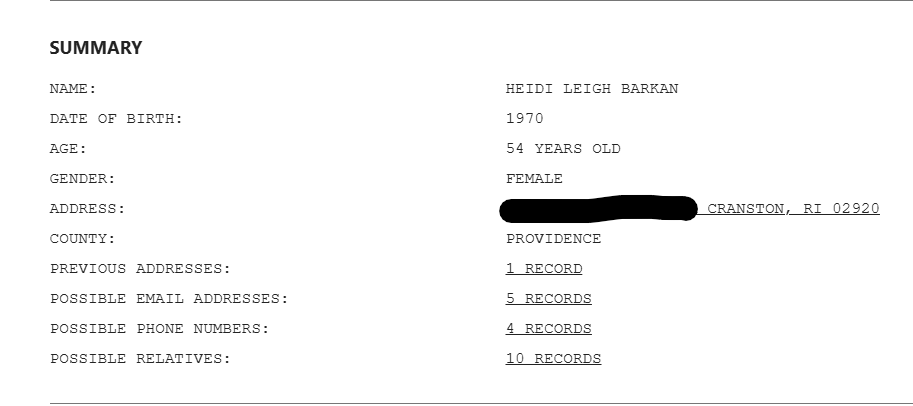 SUMMARY
NAME: HEIDI LEIGH BARKAN
DATE OF BIRTH: 1970
AGE: 54 YEARS OLD
GENDER: FEMALE
ADDRESS: CRANSTON, RI 02920
COUNTY: PROVIDENCE
PREVIOUS ADDRESSES: 1 RECORD
POSSIBLE EMAIL ADDRESSES: 5 RECORDS
POSSIBLE PHONE NUMBERS: 4 RECORDS
POSSIBLE RELATIVES: 10 RECORDS